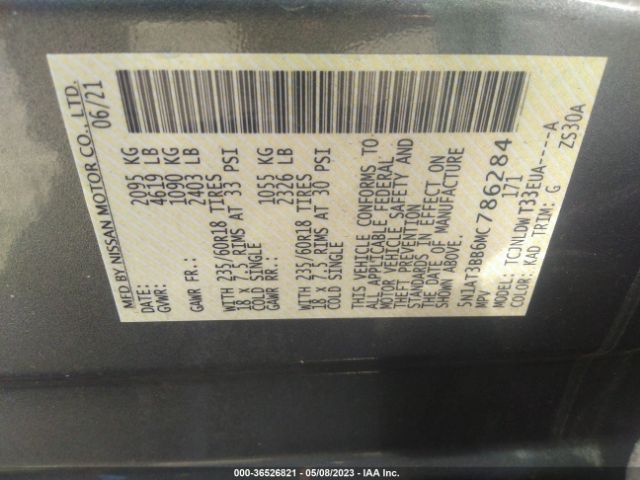 MFD BY NISSAN MOTOR CO., LTD.
DATE: 06/21
GVWR: 2095 KG
4619 LB
GAWR FR.: 1090 KG
2403 LB
WITH 235/60R18 TIRES
18 X 7.5 RIMS AT 33 PSI
COLD SINGLE
GAWR RR.: 1055 KG
2326 LB
WITH 235/60R18 TIRES
18 X 7.5 RIMS AT 30 PSI
COLD SINGLE
THIS VEHICLE CONFORMS TO
ALL APPLICABLE FEDERAL
MOTOR VEHICLE SAFETY AND
THEFT PREVENTION
STANDARDS IN EFFECT ON
THE DATE OF MANUFACTURE
SHOWN ABOVE.
5N1AT3BB6MC786284
MPV 171
MODEL: TCJNLDWT33EUA----A
COLOR: KAD TRIM: G ZS30A
000-36526821 / 05/08/2023 - IAA Inc.